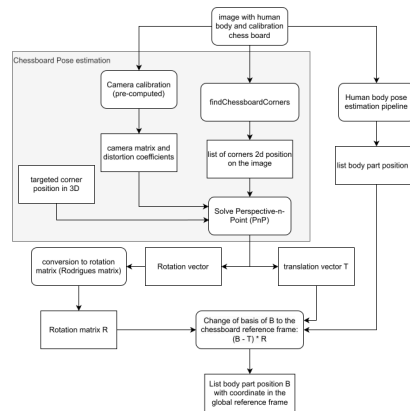 image with human
body and calibration
chess board
Chessboard Pose estimation
Camera calibration
(pre-computed)
findChessboardCorners
Human body pose
estimation pipeline
camera matrix and
distortion coefficients
list of corners 2d position
on the image
list body part position
targeted corner
position in 3D
Solve Perspective-n-
Point (PnP)
conversion to rotation
matrix (Rodrigues matrix)
Rotation vector
translation vector T
Rotation matrix R
Change of basis of B to the
chessboard reference frame:
(B - T) * R
List body part position B
with coordinate in the
global reference frame